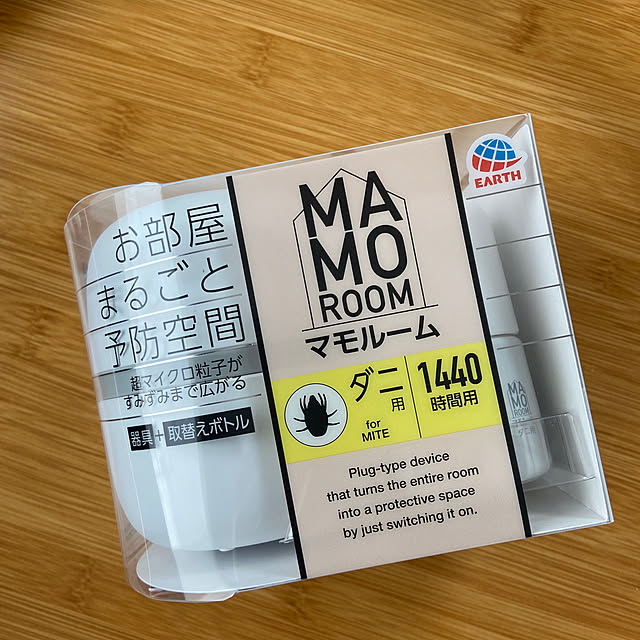 お部屋
まるごと
予防空間
超マイクロ粒子が
すみずみまで広がる
器具+取替えボトル
MA
MO
ROOM
マモルーム
ダニ
用
for
MITE
1440
時間用
Plug-type device
that turns the entire room
into a protective space
by just switching it on.
EARTH
MA
MO
ROOM
ダニ用